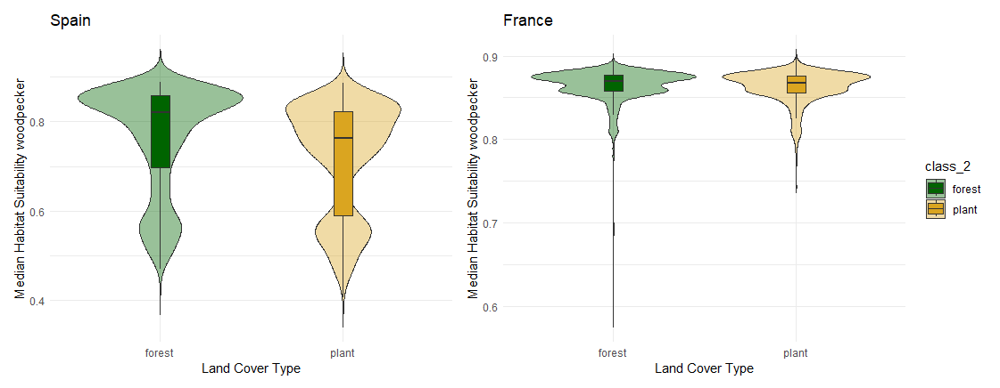 Spain
Median Habitat Suitability woodpecker
0.8
0.6
0.4
forest
plant
Land Cover Type
France
Median Habitat Suitability woodpecker
0.9
0.8
0.7
0.6
forest
plant
Land Cover Type
class_2
forest
plant